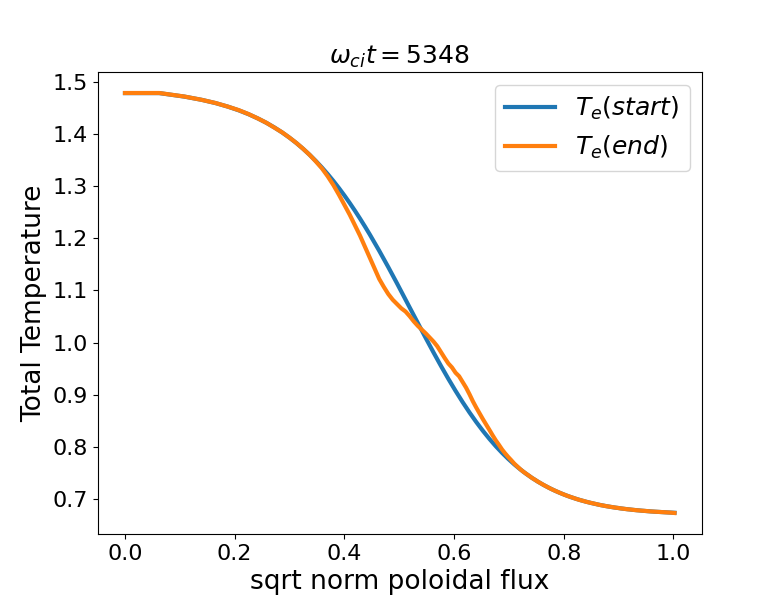 ω_{ci}t = 5348
T_e(start)
T_e(end)
Total Temperature
1.5
1.4
1.3
1.2
1.1
1.0
0.9
0.8
0.7
0.0 0.2 0.4 0.6 0.8 1.0
sqrt norm poloidal flux